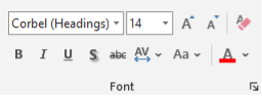 Corbel (Headings) 14 A A A
B I U S abc AV Aa A
Font